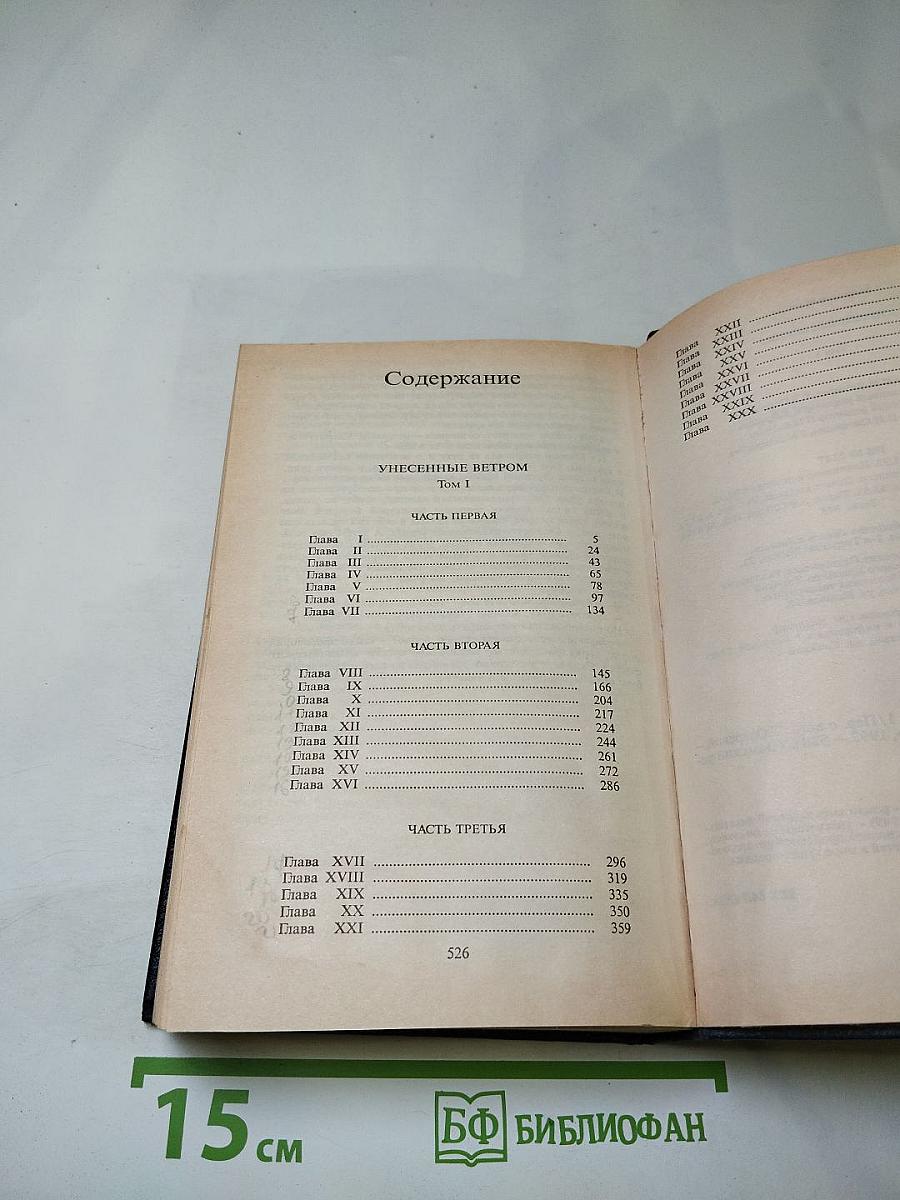 Содержание
УНЕСЕННЫЕ ВЕТРОМ
Том I
ЧАСТЬ ПЕРВАЯ
Глава I 5
Глава II 24
Глава III 43
Глава IV 65
Глава V 78
Глава VI 97
Глава VII 134
ЧАСТЬ ВТОРАЯ
Глава VIII 145
Глава IX 166
Глава X 204
Глава XI 217
Глава XII 224
Глава XIII 244
Глава XIV 261
Глава XV 272
Глава XVI 286
ЧАСТЬ ТРЕТЬЯ
Глава XVII 296
Глава XVIII 319
Глава XIX 335
Глава XX 350
Глава XXI 359
526
Глава XXII
Глава XXIII
Глава XXIV
Глава XXV
Глава XXVI
Глава XXVII
Глава XXVIII
Глава XXIX
Глава XXX
15 см
БФ БИБЛИОФАН